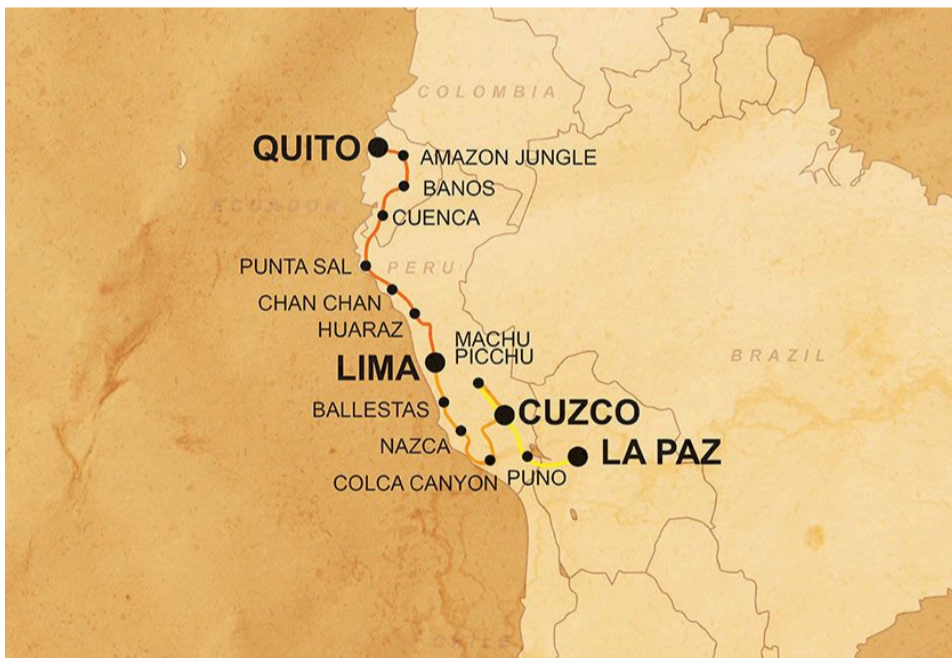 COLOMBIA
QUITO
AMAZON JUNGLE
BANOS
ECUADOR
CUENCA
PUNTA SAL
PERU
CHAN CHAN
HUARAZ
MACHU
PICCHU
BRAZIL
LIMA
BALLESTAS
CUZCO
NAZCA
LA PAZ
COLCA CANYON
PUNO
CHILE